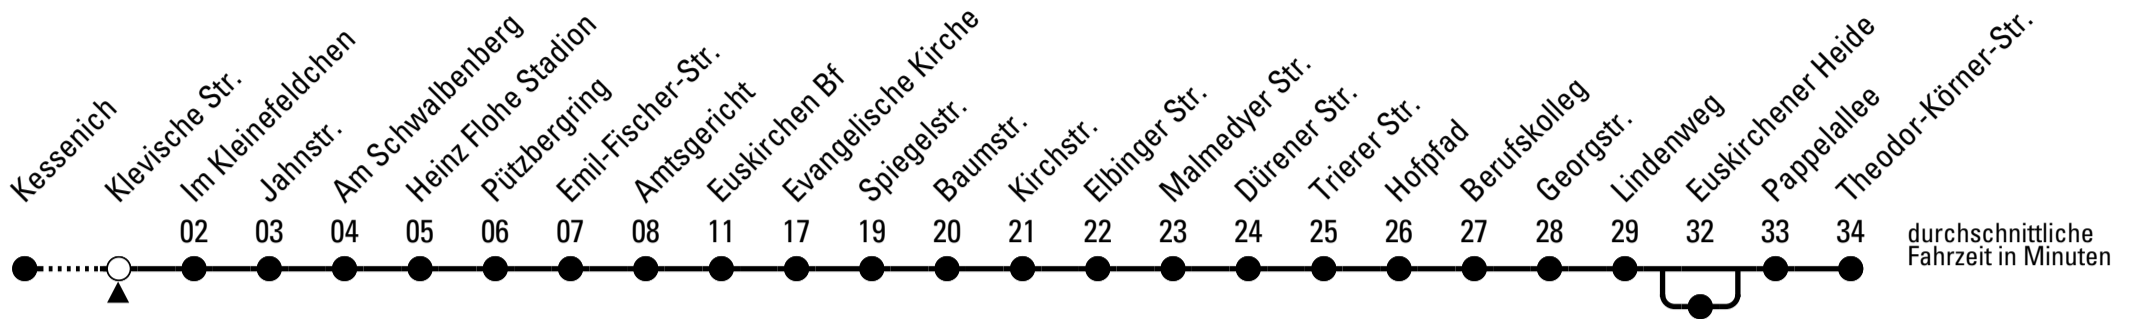 Kessenich
Klevische Str.
Im Kleinefeldchen
Jahnstr.
Am Schwalbenberg
Heinz Flohe Stadion
Pützbergring
Emil-Fischer-Str.
Amtsgericht
Euskirchen Bf
Evangelische Kirche
Spiegelstr.
Baumstr.
Kirchstr.
Elbinger Str.
Malmedyer Str.
Dürener Str.
Trierer Str.
Hofpfad
Berufskolleg
Georgstr.
Lindenweg
Euskirchener Heide
Pappelallee
Theodor-Körner-Str.
02 03 04 05 06 07 08 11 17 19 20 21 22 23 24 25 26 27 28 29 32 33 34
durchschnittliche
Fahrzeit in Minuten